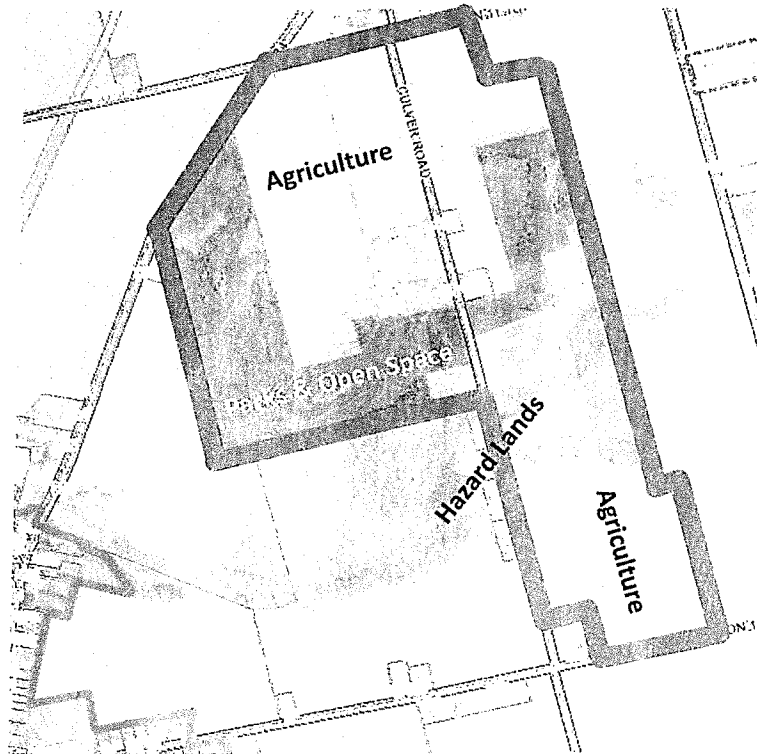 Agriculture
CULVER ROAD
Parks & Open Space
Hazard Lands
Agriculture